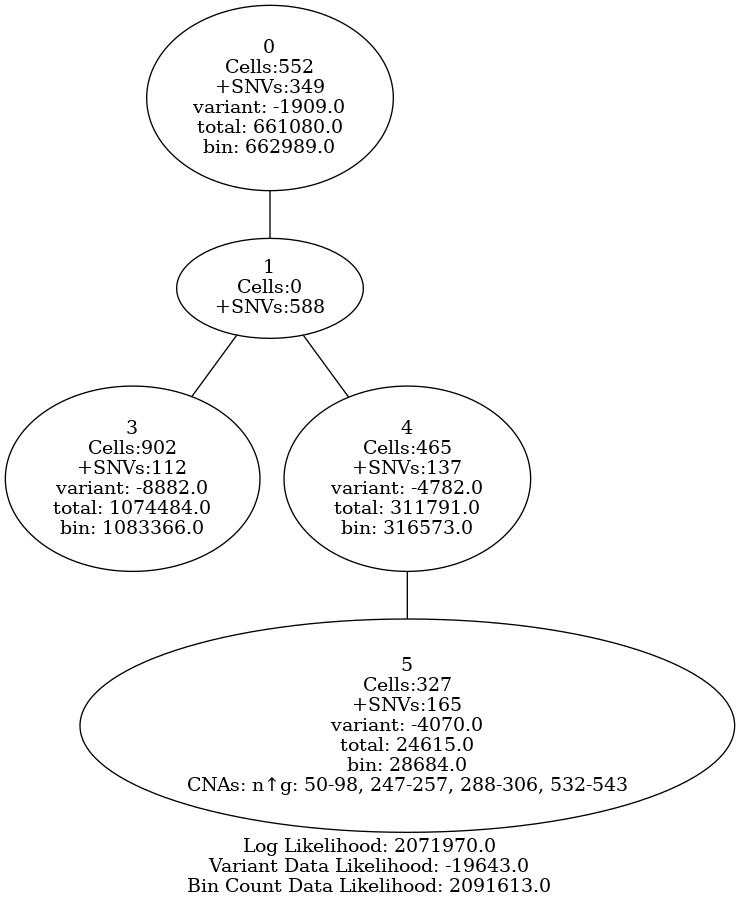 0
Cells:552
+SNVs:349
variant: -1909.0
total: 661080.0
bin: 662989.0
1
Cells:0
+SNVs:588
3
Cells:902
+SNVs:112
variant: -8882.0
total: 1074484.0
bin: 1083366.0
4
Cells:465
+SNVs:137
variant: -4782.0
total: 311791.0
bin: 316573.0
5
Cells:327
+SNVs:165
variant: -4070.0
total: 24615.0
bin: 28684.0
CNAs: n↑g: 50-98, 247-257, 288-306, 532-543
Log Likelihood: 2071970.0
Variant Data Likelihood: -19643.0
Bin Count Data Likelihood: 2091613.0